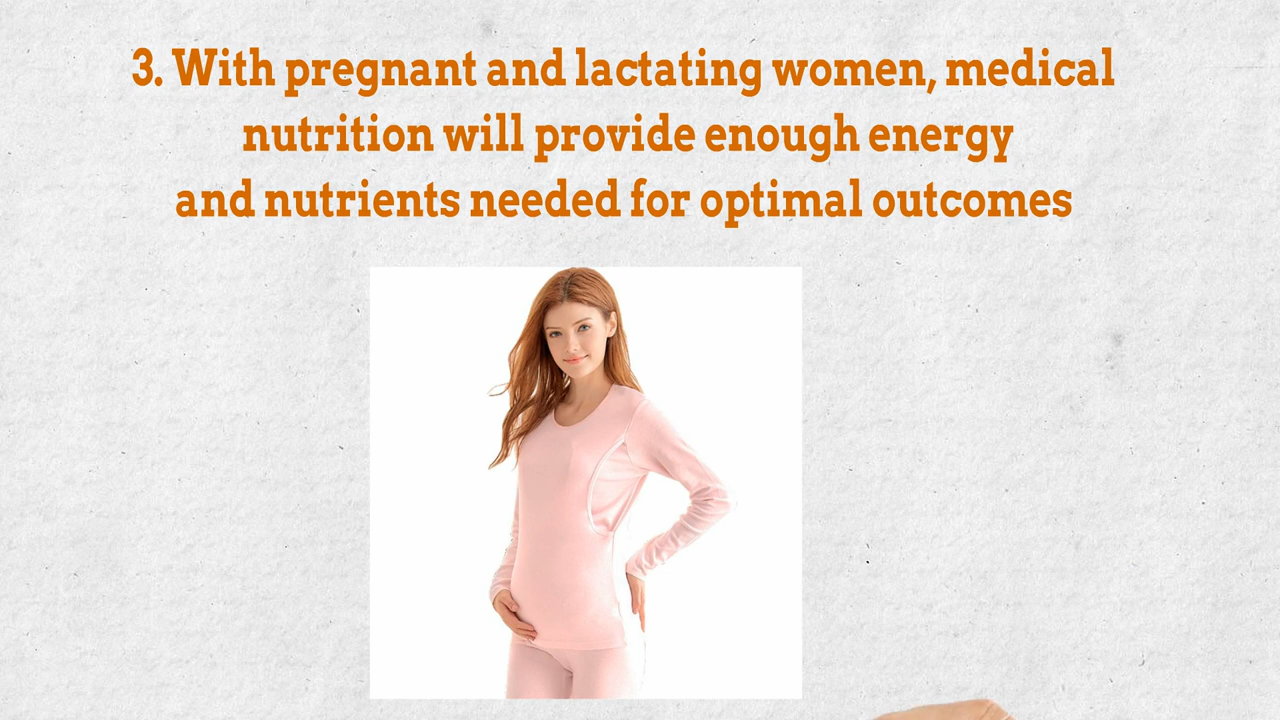 3. With pregnant and lactating women, medical
nutrition will provide enough energy
and nutrients needed for optimal outcomes